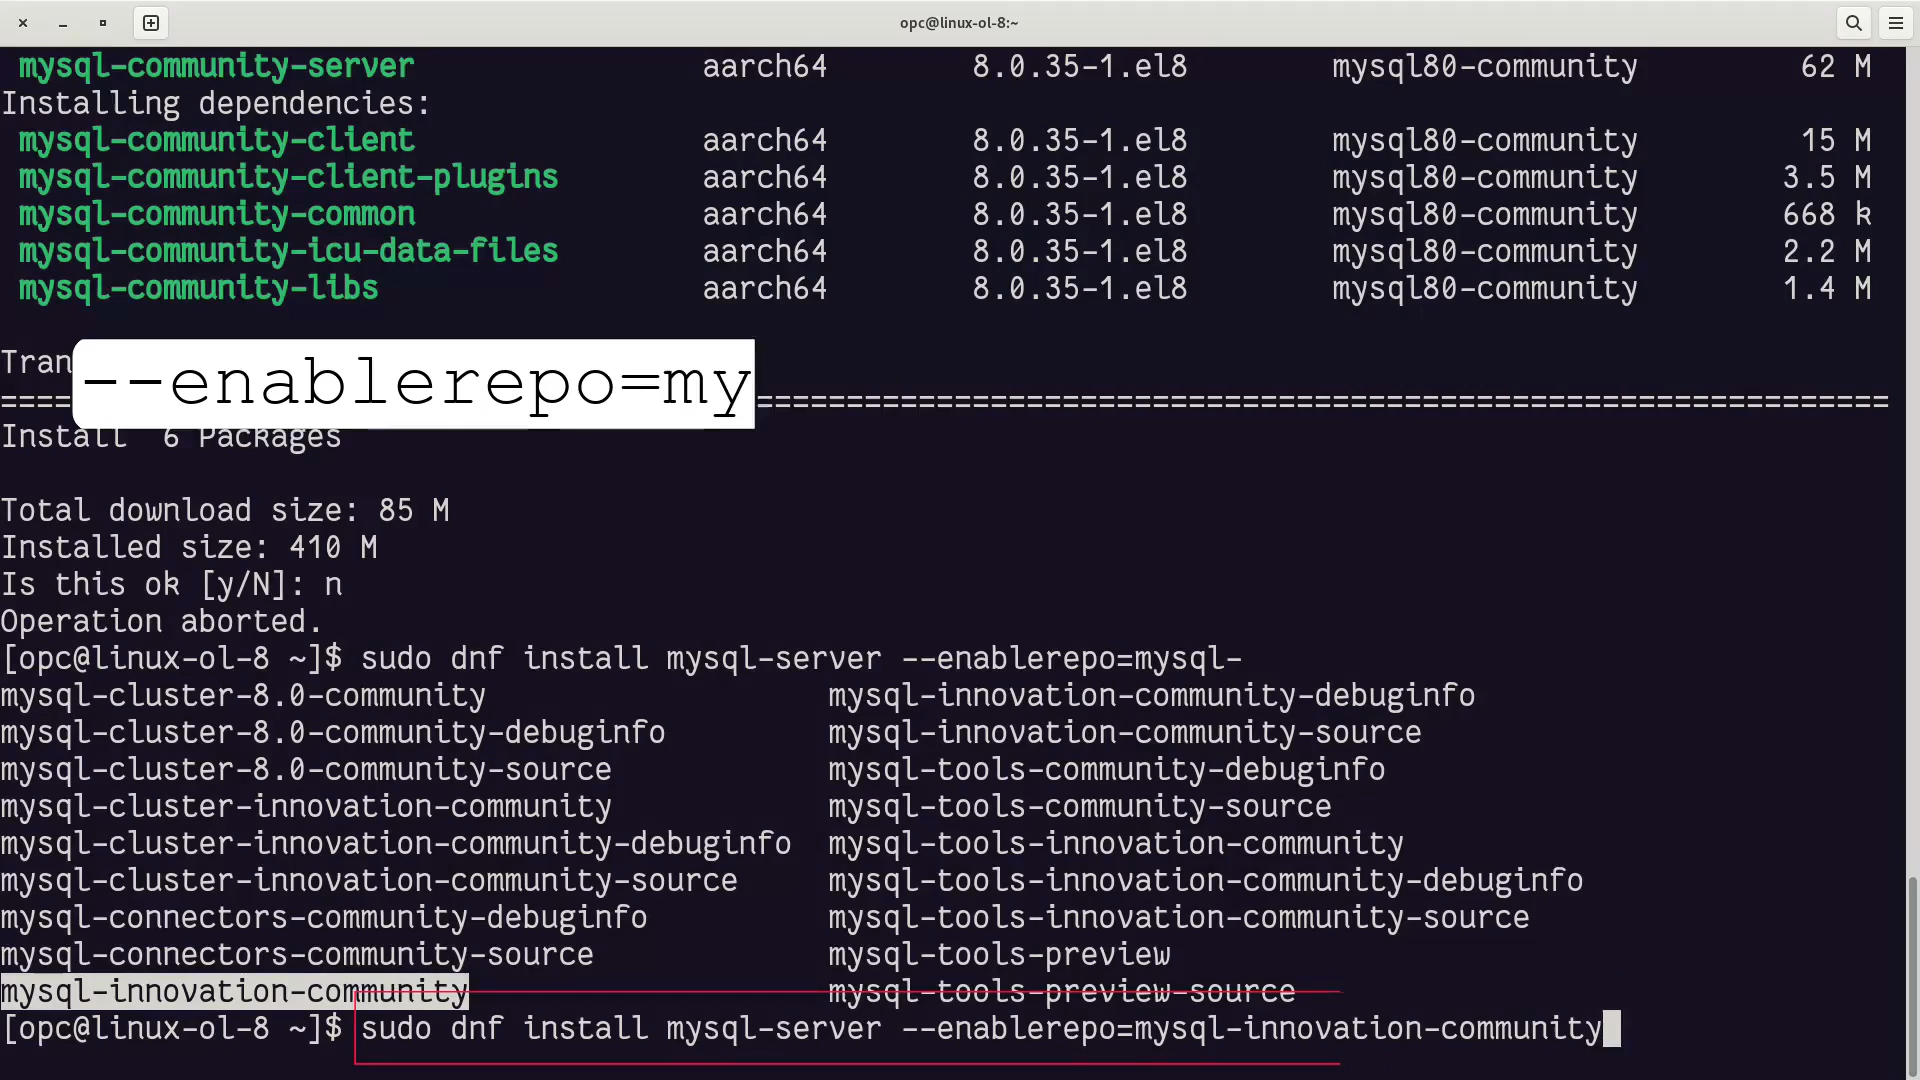 opc@linux-ol-8:~
mysql-community-server aarch64 8.0.35-1.el8 mysql80-community 62 M
Installing dependencies:
mysql-community-client aarch64 8.0.35-1.el8 mysql80-community 15 M
mysql-community-client-plugins aarch64 8.0.35-1.el8 mysql80-community 3.5 M
mysql-community-common aarch64 8.0.35-1.el8 mysql80-community 668 k
mysql-community-icu-data-files aarch64 8.0.35-1.el8 mysql80-community 2.2 M
mysql-community-libs aarch64 8.0.35-1.el8 mysql80-community 1.4 M
Tran
--enablerepo=my
Install 6 Packages
Total download size: 85 M
Installed size: 410 M
Is this ok [y/N]: n
Operation aborted.
[opc@linux-ol-8 ~]$ sudo dnf install mysql-server --enablerepo=mysql-
mysql-cluster-8.0-community mysql-innovation-community-debuginfo
mysql-cluster-8.0-community-debuginfo mysql-innovation-community-source
mysql-cluster-8.0-community-source mysql-tools-community-debuginfo
mysql-cluster-innovation-community mysql-tools-community-source
mysql-cluster-innovation-community-debuginfo mysql-tools-innovation-community
mysql-cluster-innovation-community-source mysql-tools-innovation-community-debuginfo
mysql-connectors-community-debuginfo mysql-tools-innovation-community-source
mysql-connectors-community-source mysql-tools-preview
mysql-innovation-community mysql-tools-preview-source
[opc@linux-ol-8 ~]$ sudo dnf install mysql-server --enablerepo=mysql-innovation-community